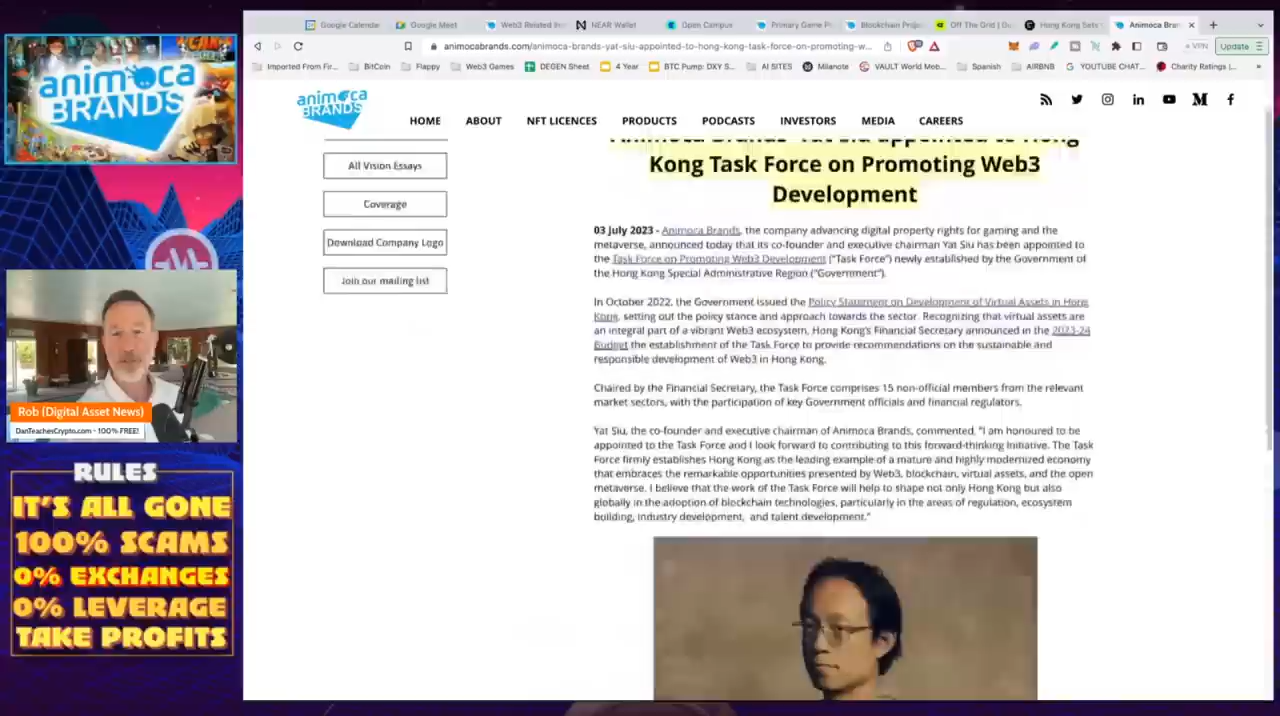 Google Calendar
Google Meet
Web3 Related Inv
NEAR Wallet
Open Campus
Primary Game P
Blockchain Proje
Off The Grid | De
Hong Kong Sets
Animoca Bran
animocabrands.com/animoca-brands-yat-siu-appointed-to-hong-kong-task-force-on-promoting-w...
VPN
Update
Imported From Fir...
BitCoin
Flappy
Web3 Games
DEGEN Sheet
4 Year
BTC Pump: DXY S...
AI SITES
Milanote
VAULT World Mob...
Spanish
AIRBNB
YOUTUBE CHAT...
Charity Ratings |...
animoca
BRANDS
animoca
BRANDS
HOME
ABOUT
NFT LICENCES
PRODUCTS
PODCASTS
INVESTORS
MEDIA
CAREERS
All Vision Essays
Coverage
Download Company Logo
Join our mailing list
Animoca Brands' Yat Siu appointed to Hong
Kong Task Force on Promoting Web3
Development
03 July 2023 - Animoca Brands, the company advancing digital property rights for gaming and the
metaverse, announced today that its co-founder and executive chairman Yat Siu has been appointed to
the Task Force on Promoting Web3 Development ("Task Force") newly established by the Government of
the Hong Kong Special Administrative Region ("Government").
In October 2022, the Government issued the Policy Statement on Development of Virtual Assets in Hong
Kong, setting out the policy stance and approach towards the sector. Recognizing that virtual assets are
an integral part of a vibrant Web3 ecosystem, Hong Kong's Financial Secretary announced in the 2023-24
Budget the establishment of the Task Force to provide recommendations on the sustainable and
responsible development of Web3 in Hong Kong.
Chaired by the Financial Secretary, the Task Force comprises 15 non-official members from the relevant
market sectors, with the participation of key Government officials and financial regulators.
Yat Siu, the co-founder and executive chairman of Animoca Brands, commented, "I am honoured to be
appointed to the Task Force and I look forward to contributing to this forward-thinking initiative. The Task
Force firmly establishes Hong Kong as the leading example of a mature and highly modernized economy
that embraces the remarkable opportunities presented by Web3, blockchain, virtual assets, and the open
metaverse. I believe that the work of the Task Force will help to shape not only Hong Kong but also
globally in the adoption of blockchain technologies, particularly in the areas of regulation, ecosystem
building, industry development, and talent development."
Rob (Digital Asset News)
DanTeachesCrypto.com - 100% FREE!
RULES
IT'S ALL GONE
100% SCAMS
0% EXCHANGES
0% LEVERAGE
TAKE PROFITS